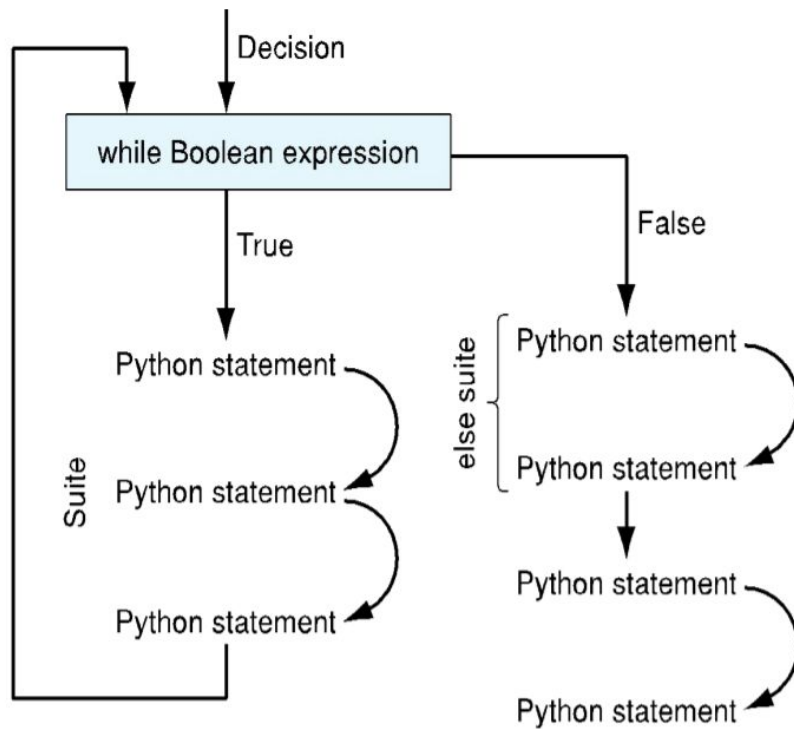 Decision
while Boolean expression
True
False
Suite
Python statement
Python statement
Python statement
else suite
Python statement
Python statement
Python statement
Python statement